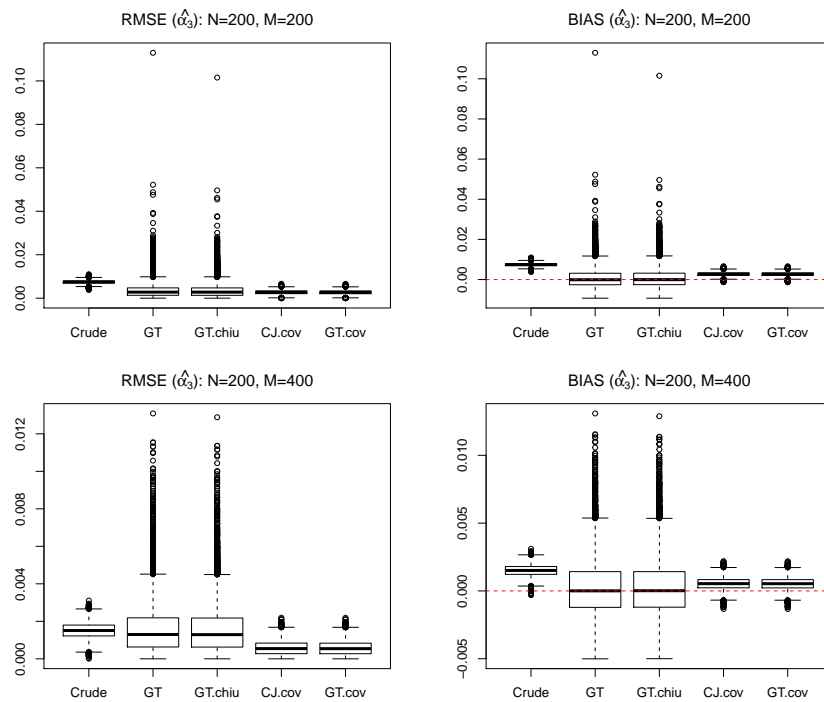 RMSE (α̂₃): N=200, M=200
0.10
0.08
0.06
0.04
0.02
0.00
Crude GT GT.chiu CJ.cov GT.cov
BIAS (α̂₃): N=200, M=200
0.10
0.08
0.06
0.04
0.02
0.00
Crude GT GT.chiu CJ.cov GT.cov
RMSE (α̂₃): N=200, M=400
0.012
0.008
0.004
0.000
Crude GT GT.chiu CJ.cov GT.cov
BIAS (α̂₃): N=200, M=400
0.010
0.005
0.000
−0.005
Crude GT GT.chiu CJ.cov GT.cov